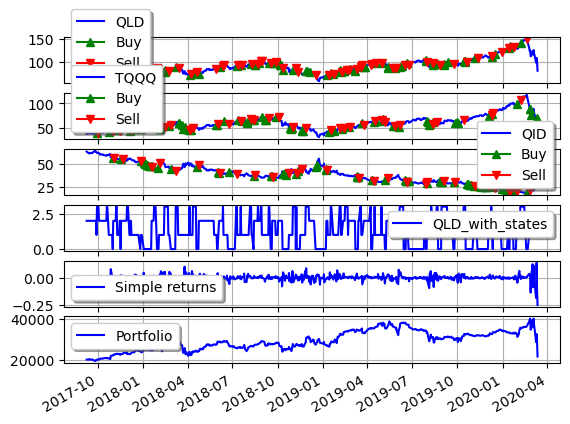 QLD
Buy
Sell
150
100
TQQQ
Buy
Sell
100
50
QID
Buy
Sell
50
25
QLD_with_states
2.5
0.0
Simple returns
0.00
−0.25
Portfolio
40000
20000
2017-10 2018-01 2018-04 2018-07 2018-10 2019-01 2019-04 2019-07 2019-10 2020-01 2020-04